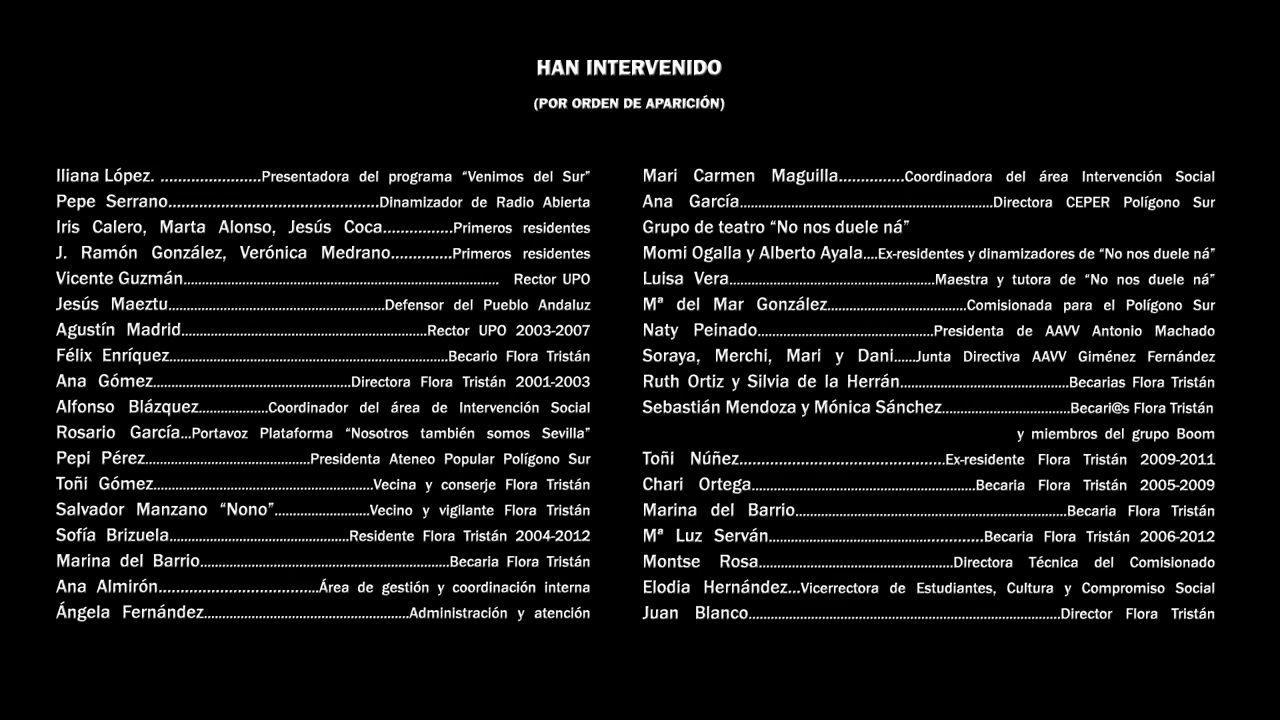 HAN INTERVENIDO
(POR ORDEN DE APARICIÓN)
Iliana López. .......................Presentadora del programa “Venimos del Sur”
Pepe Serrano................................................Dinamizador de Radio Abierta
Iris Calero, Marta Alonso, Jesús Coca................Primeros residentes
J. Ramón González, Verónica Medrano..............Primeros residentes
Vicente Guzmán.............................................................................. Rector UPO
Jesús Maeztu......................................................Defensor del Pueblo Andaluz
Agustín Madrid.............................................................Rector UPO 2003-2007
Félix Enríquez.....................................................................Becario Flora Tristán
Ana Gómez.................................................Directora Flora Tristán 2001-2003
Alfonso Blázquez.................Coordinador del área de Intervención Social
Rosario García...Portavoz Plataforma “Nosotros también somos Sevilla”
Pepi Pérez.........................................Presidenta Ateneo Popular Polígono Sur
Toñi Gómez.......................................................Vecina y conserje Flora Tristán
Salvador Manzano “Nono”.......................Vecino y vigilante Flora Tristán
Sofía Brizuela.............................................Residente Flora Tristán 2004-2012
Marina del Barrio..............................................................Becaria Flora Tristán
Ana Almirón.....................................Área de gestión y coordinación interna
Ángela Fernández...................................................Administración y atención
Mari Carmen Maguilla...............Coordinadora del área Intervención Social
Ana García...............................................................Directora CEPER Polígono Sur
Grupo de teatro “No nos duele ná”
Momi Ogalla y Alberto Ayala....Ex-residentes y dinamizadores de “No nos duele ná”
Luisa Vera...................................................Maestra y tutora de “No nos duele ná”
Mª del Mar González...................................Comisionada para el Polígono Sur
Naty Peinado............................................Presidenta de AAVV Antonio Machado
Soraya, Merchi, Mari y Dani......Junta Directiva AAVV Giménez Fernández
Ruth Ortiz y Silvia de la Herrán..........................................Becarias Flora Tristán
Sebastián Mendoza y Mónica Sánchez................................Becari@s Flora Tristán
y miembros del grupo Boom
Toñi Núñez...............................................Ex-residente Flora Tristán 2009-2011
Chari Ortega........................................................Becaria Flora Tristán 2005-2009
Marina del Barrio....................................................................Becaria Flora Tristán
Mª Luz Serván.....................................................Becaria Flora Tristán 2006-2012
Montse Rosa................................................Directora Técnica del Comisionado
Elodia Hernández...Vicerrectora de Estudiantes, Cultura y Compromiso Social
Juan Blanco..............................................................................Director Flora Tristán